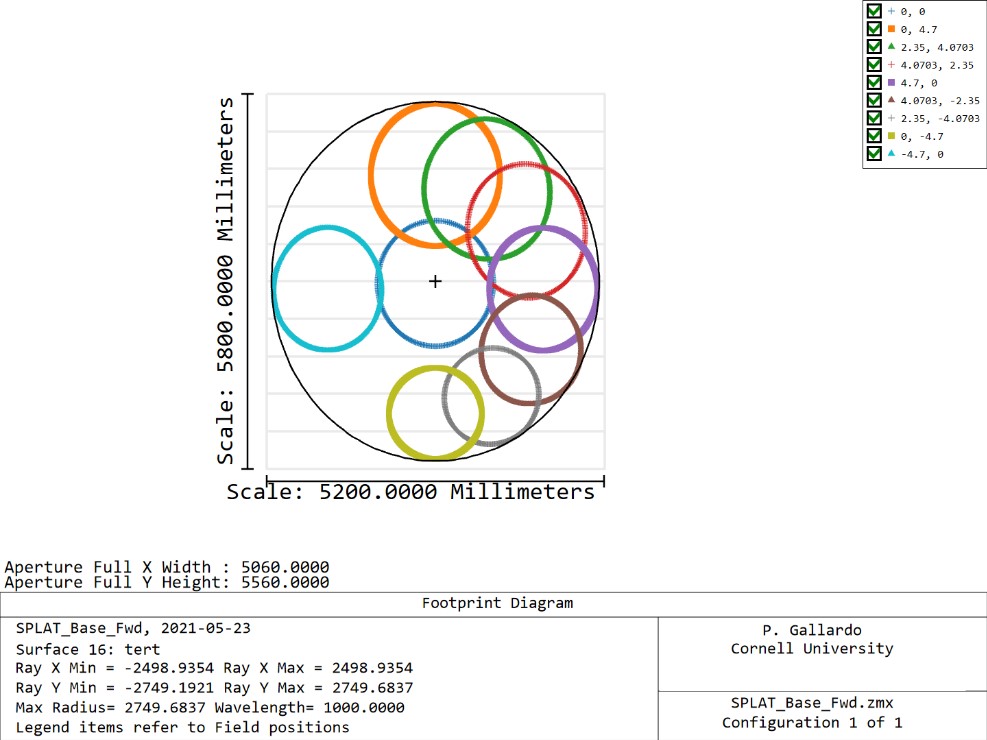 0, 0
0, 4.7
2.35, 4.0703
4.0703, 2.35
4.7, 0
4.0703, -2.35
2.35, -4.0703
0, -4.7
-4.7, 0
Scale: 5800.0000 Millimeters
Scale: 5200.0000 Millimeters
Aperture Full X Width : 5060.0000
Aperture Full Y Height: 5560.0000
Footprint Diagram
SPLAT_Base_Fwd, 2021-05-23
Surface 16: tert
Ray X Min = -2498.9354 Ray X Max = 2498.9354
Ray Y Min = -2749.1921 Ray Y Max = 2749.6837
Max Radius= 2749.6837 Wavelength= 1000.0000
Legend items refer to Field positions
P. Gallardo
Cornell University
SPLAT_Base_Fwd.zmx
Configuration 1 of 1